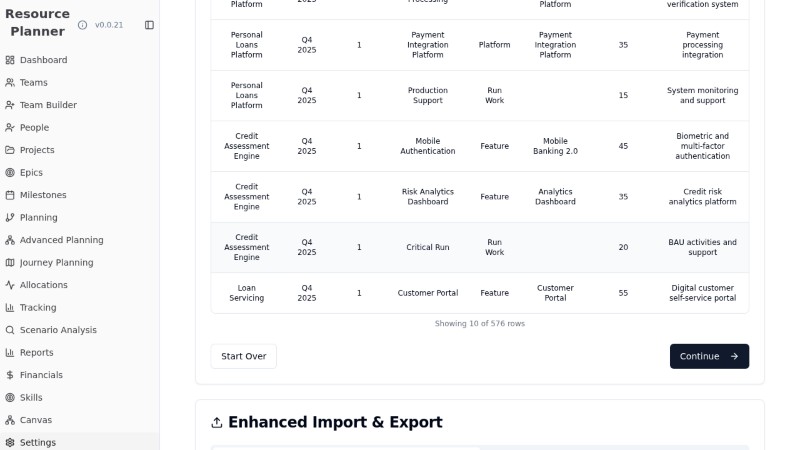 Resource
Planner
v0.0.21
Dashboard
Teams
Team Builder
People
Projects
Epics
Milestones
Planning
Advanced Planning
Journey Planning
Allocations
Tracking
Scenario Analysis
Reports
Financials
Skills
Canvas
Settings
Platform
2025
Processing
Platform
verification system
Personal
Loans
Platform
Q4
2025
1
Payment
Integration
Platform
Platform
Payment
Integration
Platform
35
Payment
processing
integration
Personal
Loans
Platform
Q4
2025
1
Production
Support
Run
Work
15
System monitoring
and support
Credit
Assessment
Engine
Q4
2025
1
Mobile
Authentication
Feature
Mobile
Banking 2.0
45
Biometric and
multi-factor
authentication
Credit
Assessment
Engine
Q4
2025
1
Risk Analytics
Dashboard
Feature
Analytics
Dashboard
35
Credit risk
analytics platform
Credit
Assessment
Engine
Q4
2025
1
Critical Run
Run
Work
20
BAU activities and
support
Loan
Servicing
Q4
2025
1
Customer Portal
Feature
Customer
Portal
55
Digital customer
self-service portal
Showing 10 of 576 rows
Start Over
Continue
Enhanced Import & Export